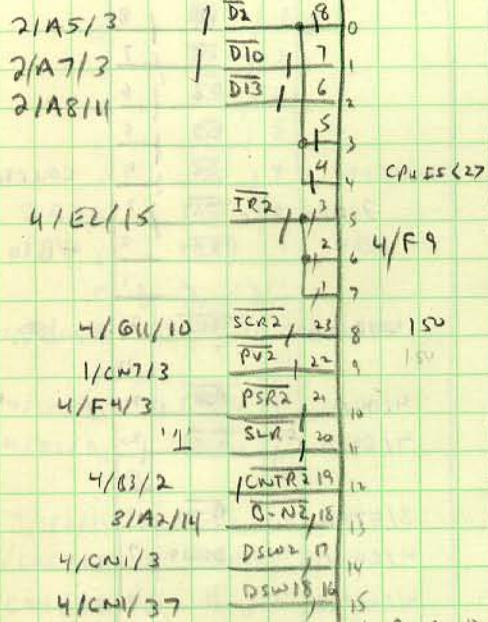 2/A5/3 D2 8 0
2/A7/3 D10 7 1
2/A8/11 D13 6 2
5 3
4 4 CPU I5<27
4/E2/15 IR2 3 5
2 6 4/F9
1 7
4/G11/10 SCR2 23 8 150
1/CN7/3 PV2 22 9 150
4/F4/3 PSR2 21 10
'1' SLR2 20 11
4/B3/2 CNTR2 19 12
3/A2/14 18 13
4/CN1/3 DSW2 17 14
4/CN1/37 DSW18 16 15